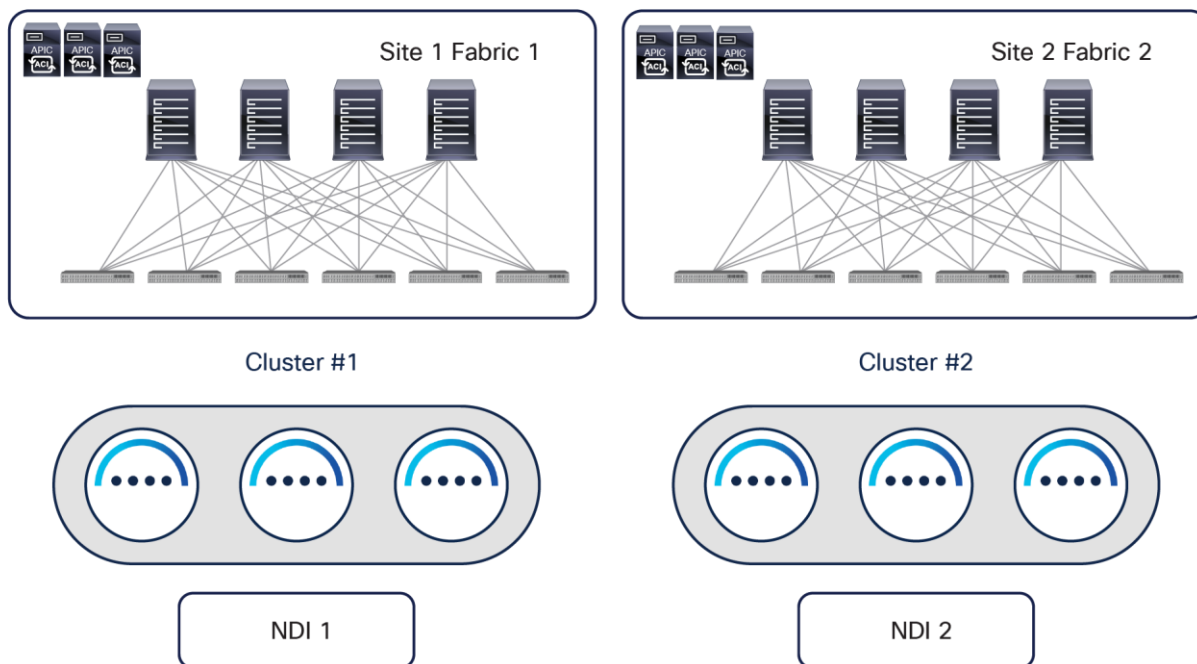 APIC APIC APIC
ACI ACI ACI
Site 1 Fabric 1
APIC APIC APIC
ACI ACI ACI
Site 2 Fabric 2
Cluster #1
Cluster #2
NDI 1
NDI 2